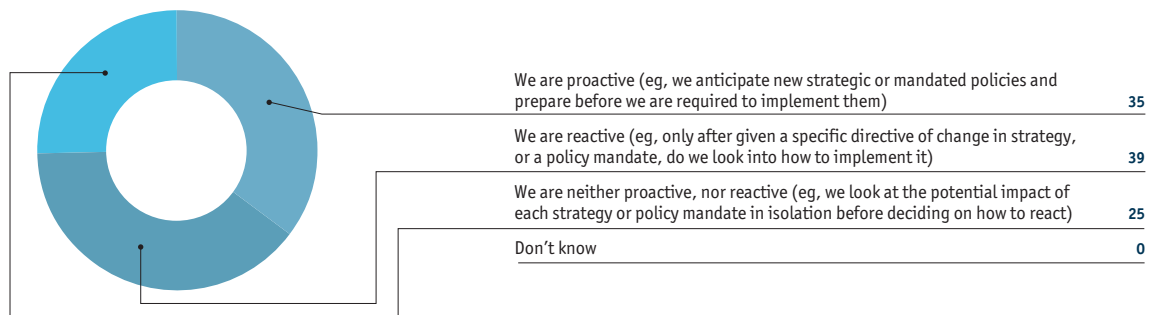 We are proactive (eg, we anticipate new strategic or mandated policies and
prepare before we are required to implement them) 35
We are reactive (eg, only after given a specific directive of change in strategy,
or a policy mandate, do we look into how to implement it) 39
We are neither proactive, nor reactive (eg, we look at the potential impact of
each strategy or policy mandate in isolation before deciding on how to react) 25
Don't know 0